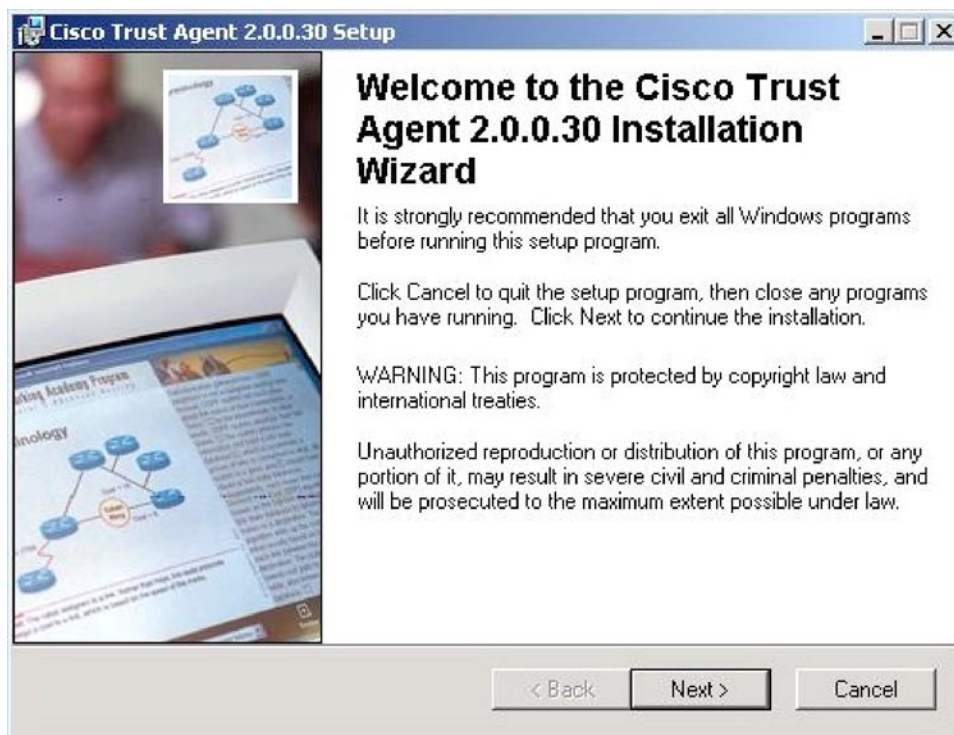 Cisco Trust Agent 2.0.0.30 Setup
Welcome to the Cisco Trust
Agent 2.0.0.30 Installation
Wizard
It is strongly recommended that you exit all Windows programs
before running this setup program.
Click Cancel to quit the setup program, then close any programs
you have running. Click Next to continue the installation.
WARNING: This program is protected by copyright law and
international treaties.
Unauthorized reproduction or distribution of this program, or any
portion of it, may result in severe civil and criminal penalties, and
will be prosecuted to the maximum extent possible under law.
rking Academy Program
nology
< Back
Next >
Cancel